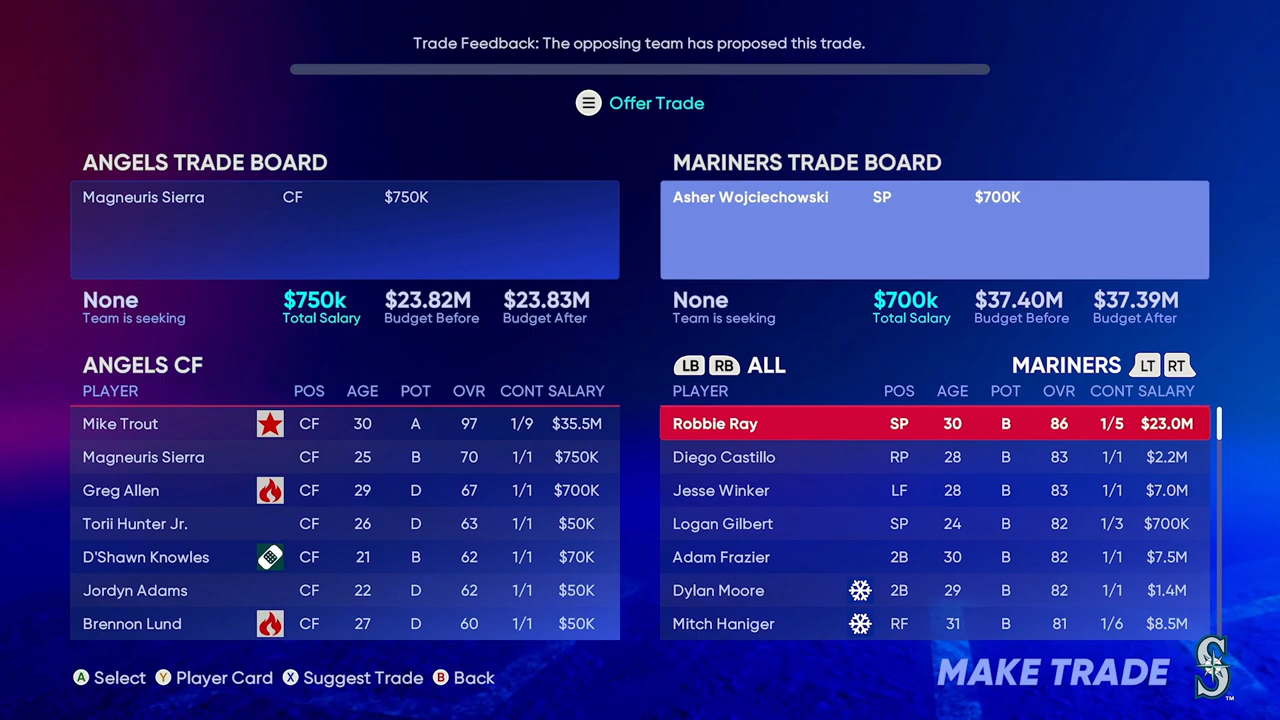 Trade Feedback: The opposing team has proposed this trade.
Offer Trade
ANGELS TRADE BOARD
Magneuris Sierra CF $750K
None $750k $23.82M $23.83M
Team is seeking Total Salary Budget Before Budget After
MARINERS TRADE BOARD
Asher Wojciechowski SP $700K
None $700k $37.40M $37.39M
Team is seeking Total Salary Budget Before Budget After
ANGELS CF
PLAYER POS AGE POT OVR CONT SALARY
Mike Trout CF 30 A 97 1/9 $35.5M
Magneuris Sierra CF 25 B 70 1/1 $750K
Greg Allen CF 29 D 67 1/1 $700K
Torii Hunter Jr. CF 26 D 63 1/1 $50K
D'Shawn Knowles CF 21 B 62 1/1 $70K
Jordyn Adams CF 22 D 62 1/1 $50K
Brennon Lund CF 27 D 60 1/1 $50K
LB RB ALL MARINERS LT RT
PLAYER POS AGE POT OVR CONT SALARY
Robbie Ray SP 30 B 86 1/5 $23.0M
Diego Castillo RP 28 B 83 1/1 $2.2M
Jesse Winker LF 28 B 83 1/1 $7.0M
Logan Gilbert SP 24 B 82 1/3 $700K
Adam Frazier 2B 30 B 82 1/1 $7.5M
Dylan Moore 2B 29 B 82 1/1 $1.4M
Mitch Haniger RF 31 B 81 1/6 $8.5M
A Select Y Player Card X Suggest Trade B Back
MAKE TRADE S
TM